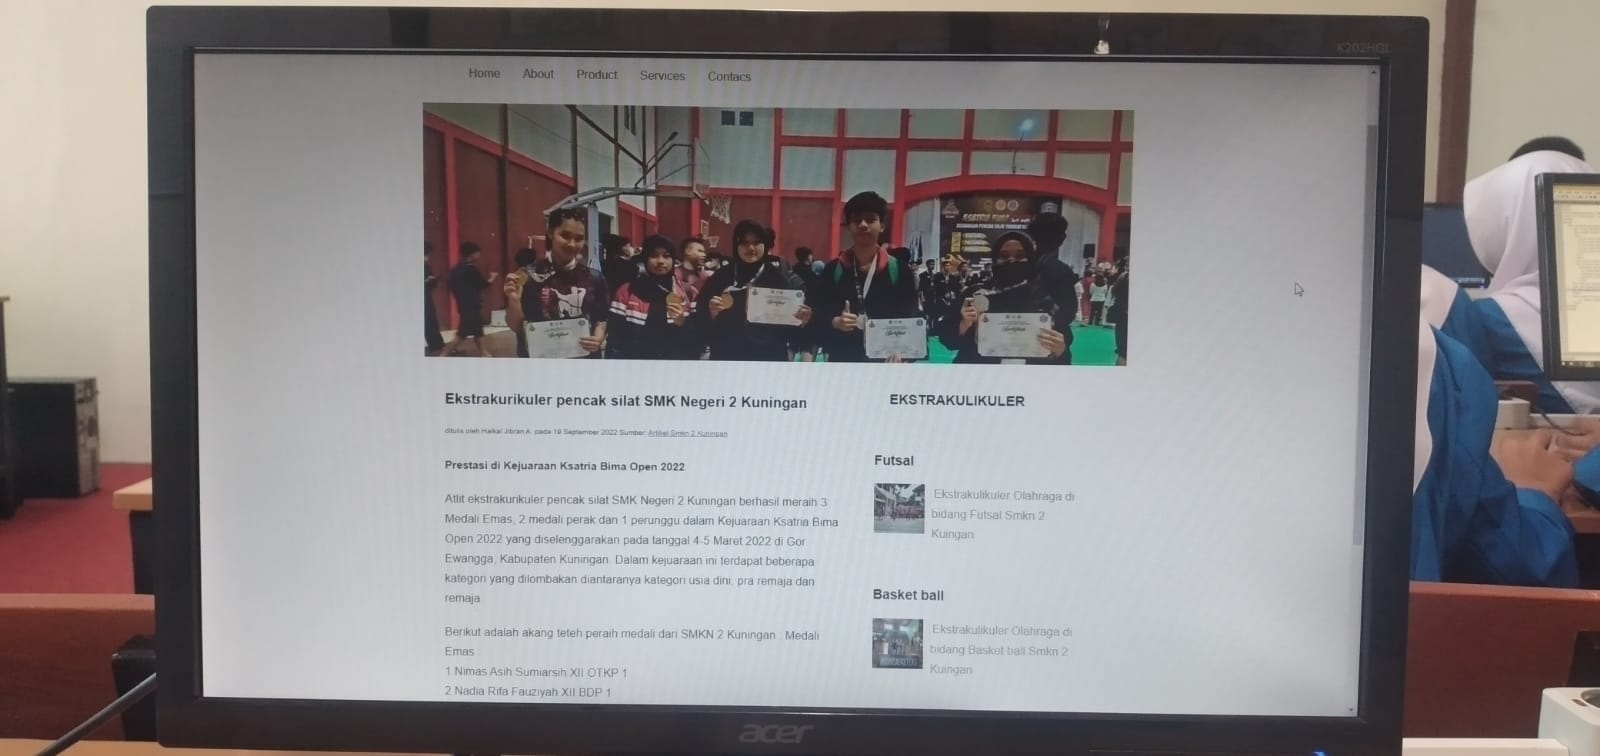 K202HQL
Home About Product Services Contacs
Ekstrakurikuler pencak silat SMK Negeri 2 Kuningan
ditulis oleh Haikal Jibran A. pada 19 September 2022 Sumber: Artikel Smkn 2 Kuningan
Prestasi di Kejuaraan Ksatria Bima Open 2022
Atlit ekstrakurikuler pencak silat SMK Negeri 2 Kuningan berhasil meraih 3
Medali Emas, 2 medali perak dan 1 perunggu dalam Kejuaraan Ksatria Bima
Open 2022 yang diselenggarakan pada tanggal 4-5 Maret 2022 di Gor
Ewangga, Kabupaten Kuningan. Dalam kejuaraan ini terdapat beberapa
kategori yang dilombakan diantaranya kategori usia dini, pra remaja dan
remaja.
Berikut adalah akang teteh peraih medali dari SMKN 2 Kuningan : Medali
Emas :
1 Nimas Asih Sumiarsih XII OTKP 1
2 Nadia Rifa Fauziyah XII BDP 1
EKSTRAKULIKULER
Futsal
Ekstrakulikuler Olahraga di
bidang Futsal Smkn 2
Kuingan
Basket ball
Ekstrakulikuler Olahraga di
bidang Basket ball Smkn 2
Kuingan
acer